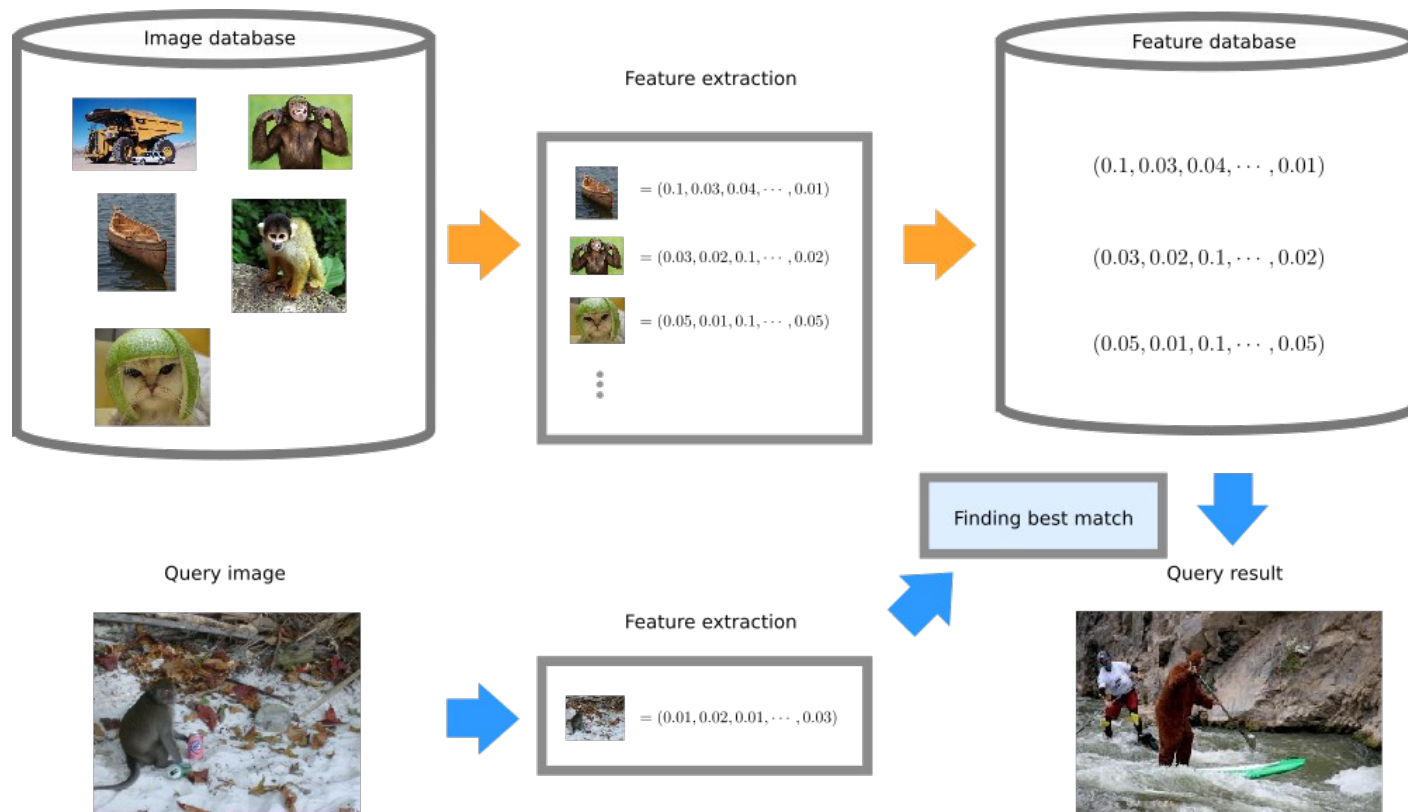 Image database
Feature extraction
Feature database
= (0.1, 0.03, 0.04, ··· , 0.01)
= (0.03, 0.02, 0.1, ··· , 0.02)
= (0.05, 0.01, 0.1, ··· , 0.05)
(0.1, 0.03, 0.04, ··· , 0.01)
(0.03, 0.02, 0.1, ··· , 0.02)
(0.05, 0.01, 0.1, ··· , 0.05)
Finding best match
Query image
Feature extraction
= (0.01, 0.02, 0.01, ··· , 0.03)
Query result